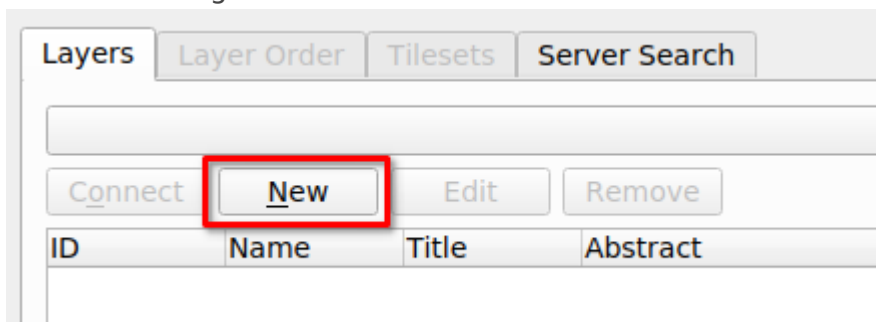 Layers Layer Order Tilesets Server Search
Connect New Edit Remove
ID Name Title Abstract